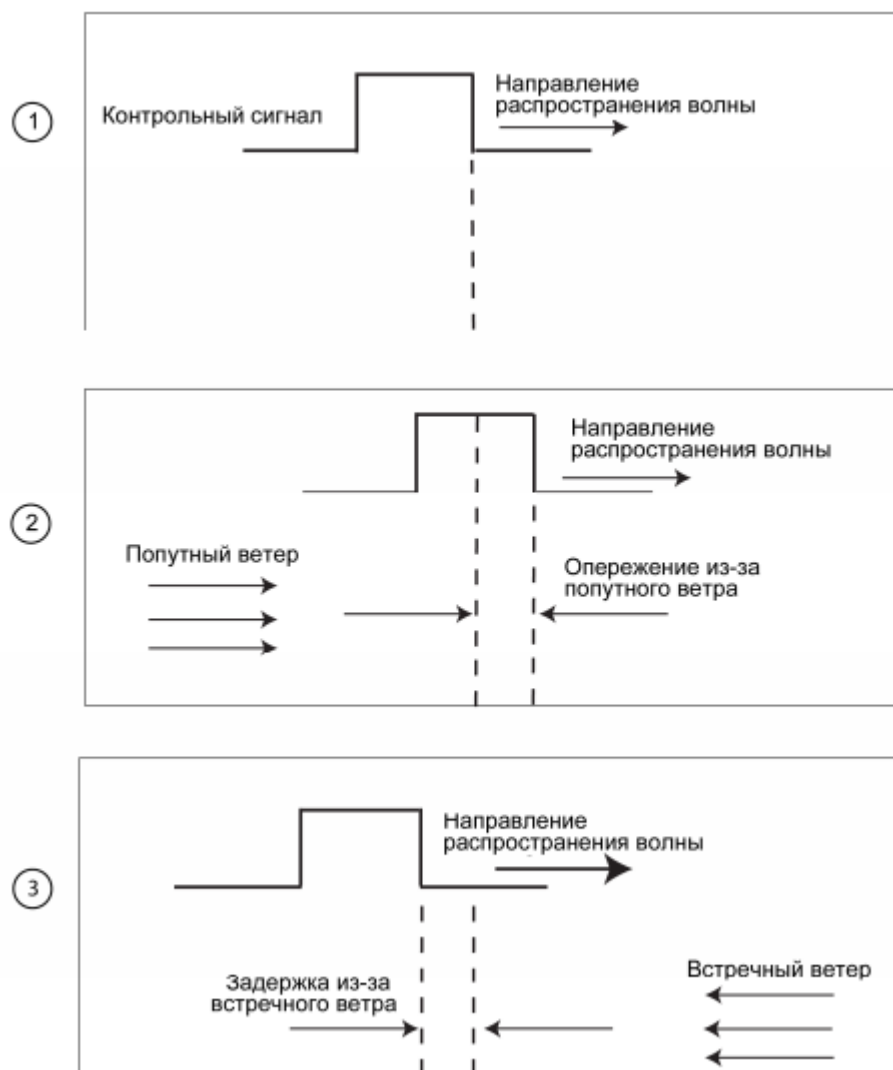 1
Контрольный сигнал
Направление
распространения волны
2
Направление
распространения волны
Попутный ветер
Опережение из-за
попутного ветра
3
Направление
распространения волны
Задержка из-за
встречного ветра
Встречный ветер